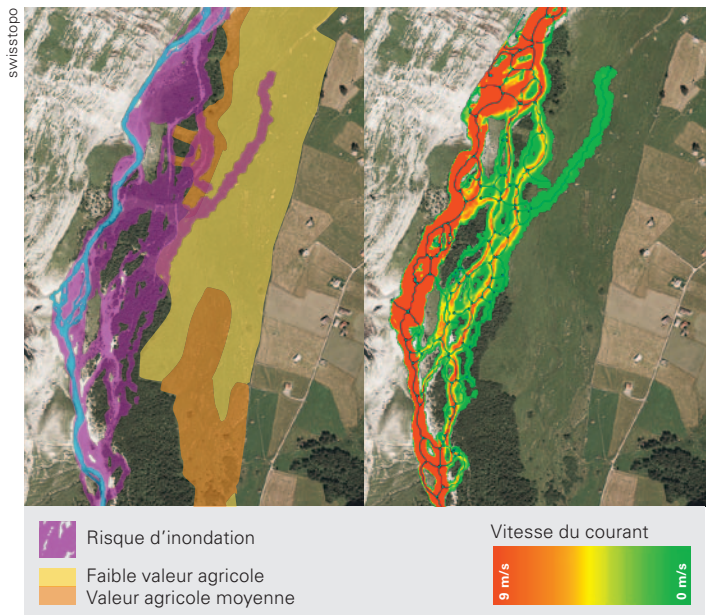 swisstopo
Risque d'inondation
Faible valeur agricole
Valeur agricole moyenne
Vitesse du courant
9 m/s
0 m/s